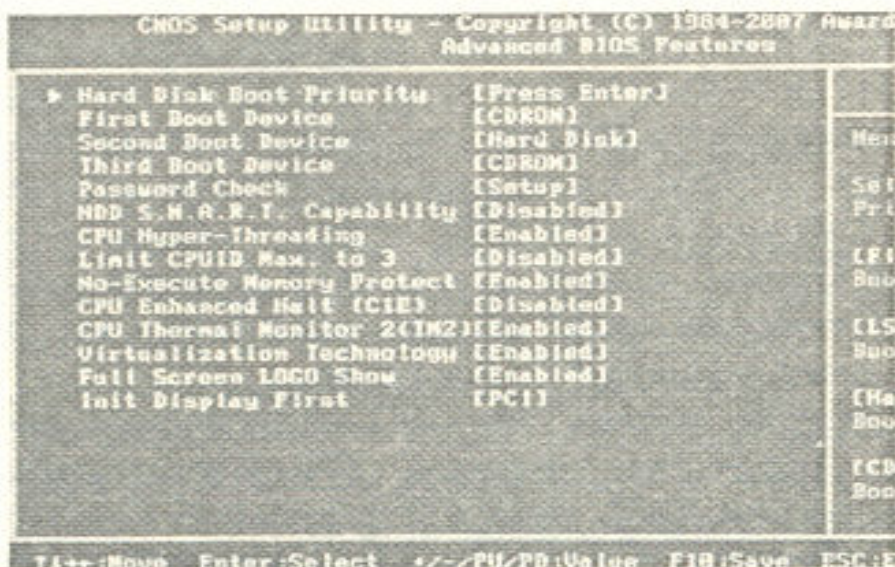 CMOS Setup Utility - Copyright (C) 1984-2007 Award
Advanced BIOS Features
Hard Disk Boot Priority [Press Enter]
First Boot Device [CDROM]
Second Boot Device [Hard Disk]
Third Boot Device [CDROM]
Password Check [Setup]
HDD S.M.A.R.T. Capability [Disabled]
CPU Hyper-Threading [Enabled]
Limit CPUID Max. to 3 [Disabled]
No-Execute Memory Protect [Enabled]
CPU Enhanced Halt (C1E) [Disabled]
CPU Thermal Monitor 2(TM2)[Enabled]
Virtualization Technology [Enabled]
Full Screen LOGO Show [Enabled]
Init Display First [PCI]
:Move Enter:Select +/-/PU/PD:Value F10:Save ESC:E